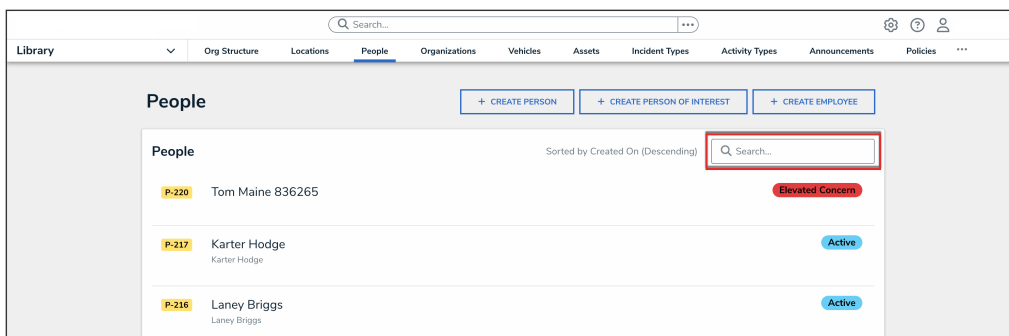 Search...
Library Org Structure Locations People Organizations Vehicles Assets Incident Types Activity Types Announcements Policies
People + CREATE PERSON + CREATE PERSON OF INTEREST + CREATE EMPLOYEE
People Sorted by Created On (Descending) Search...
P-220 Tom Maine 836265 Elevated Concern
P-217 Karter Hodge Active
Karter Hodge
P-216 Laney Briggs Active
Laney Briggs